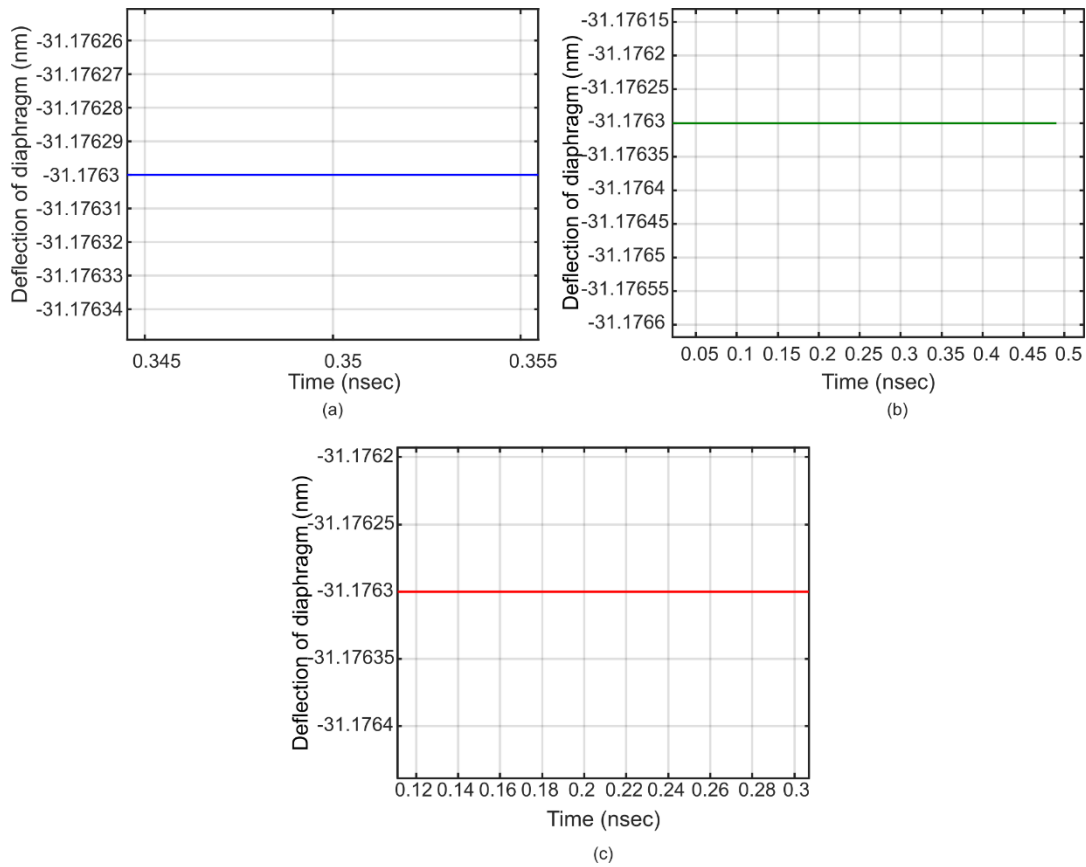 Deflection of diaphragm (nm)
-31.17626
-31.17627
-31.17628
-31.17629
-31.1763
-31.17631
-31.17632
-31.17633
-31.17634
0.345
0.35
0.355
Time (nsec)
(a)
Deflection of diaphragm (nm)
-31.17615
-31.1762
-31.17625
-31.1763
-31.17635
-31.1764
-31.17645
-31.1765
-31.17655
-31.1766
0.05 0.1 0.15 0.2 0.25 0.3 0.35 0.4 0.45 0.5
Time (nsec)
(b)
Deflection of diaphragm (nm)
-31.1762
-31.17625
-31.1763
-31.17635
-31.1764
0.12 0.14 0.16 0.18 0.2 0.22 0.24 0.26 0.28 0.3
Time (nsec)
(c)